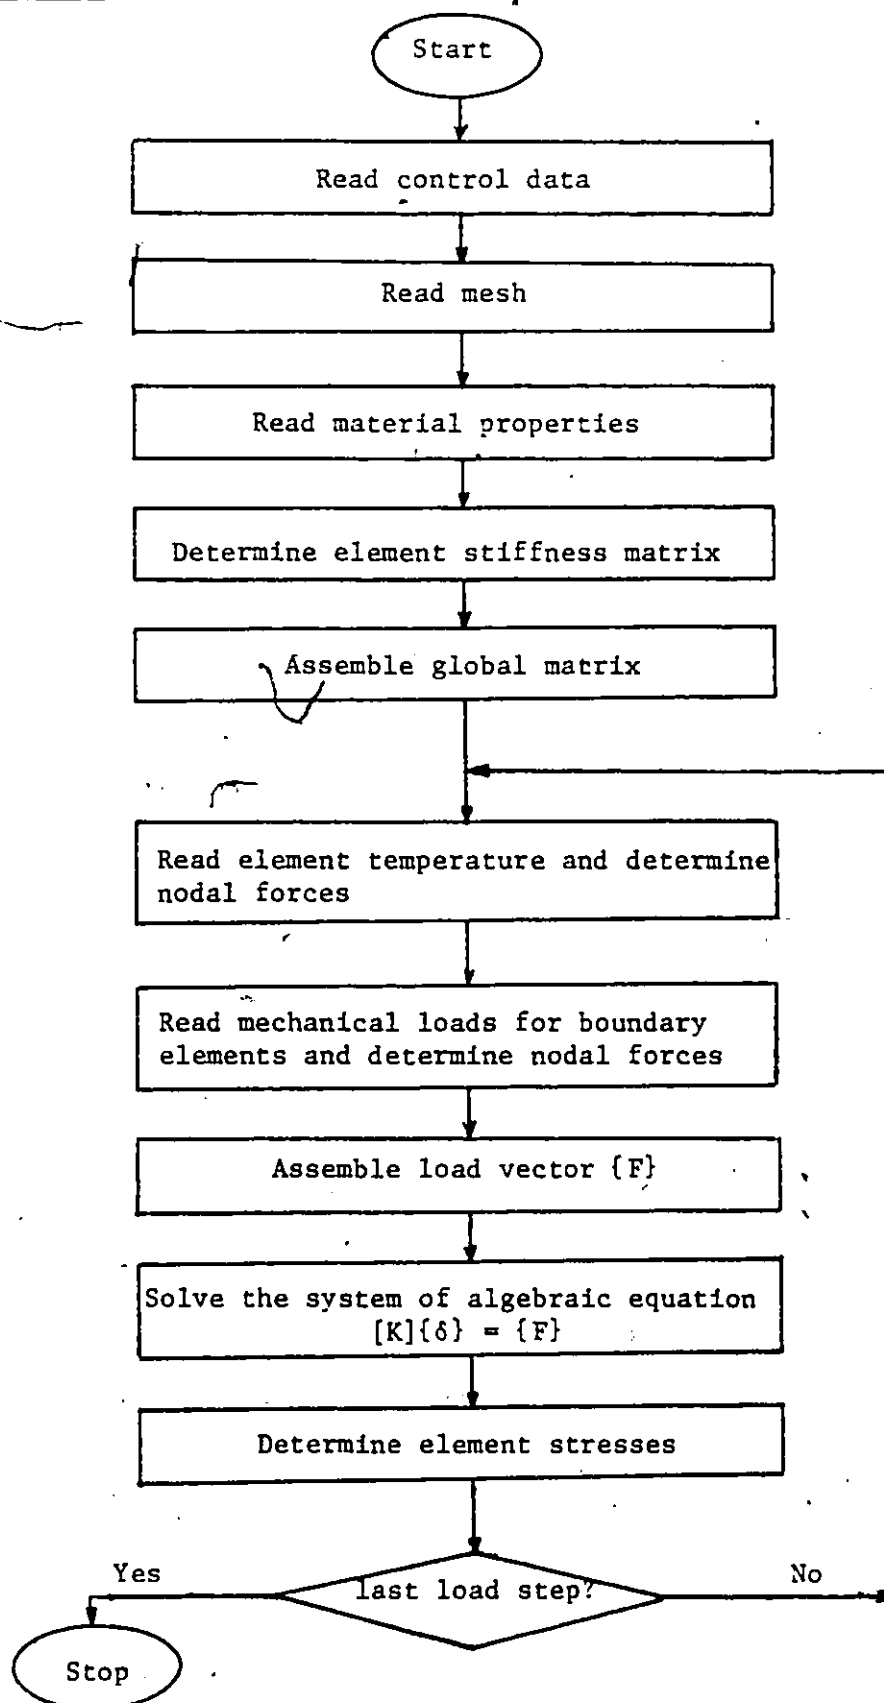 Start
Read control data
Read mesh
Read material properties
Determine element stiffness matrix
Assemble global matrix
Read element temperature and determine
nodal forces
Read mechanical loads for boundary
elements and determine nodal forces
Assemble load vector {F}
Solve the system of algebraic equation
[K]{δ} = {F}
Determine element stresses
Yes
last load step?
No
Stop